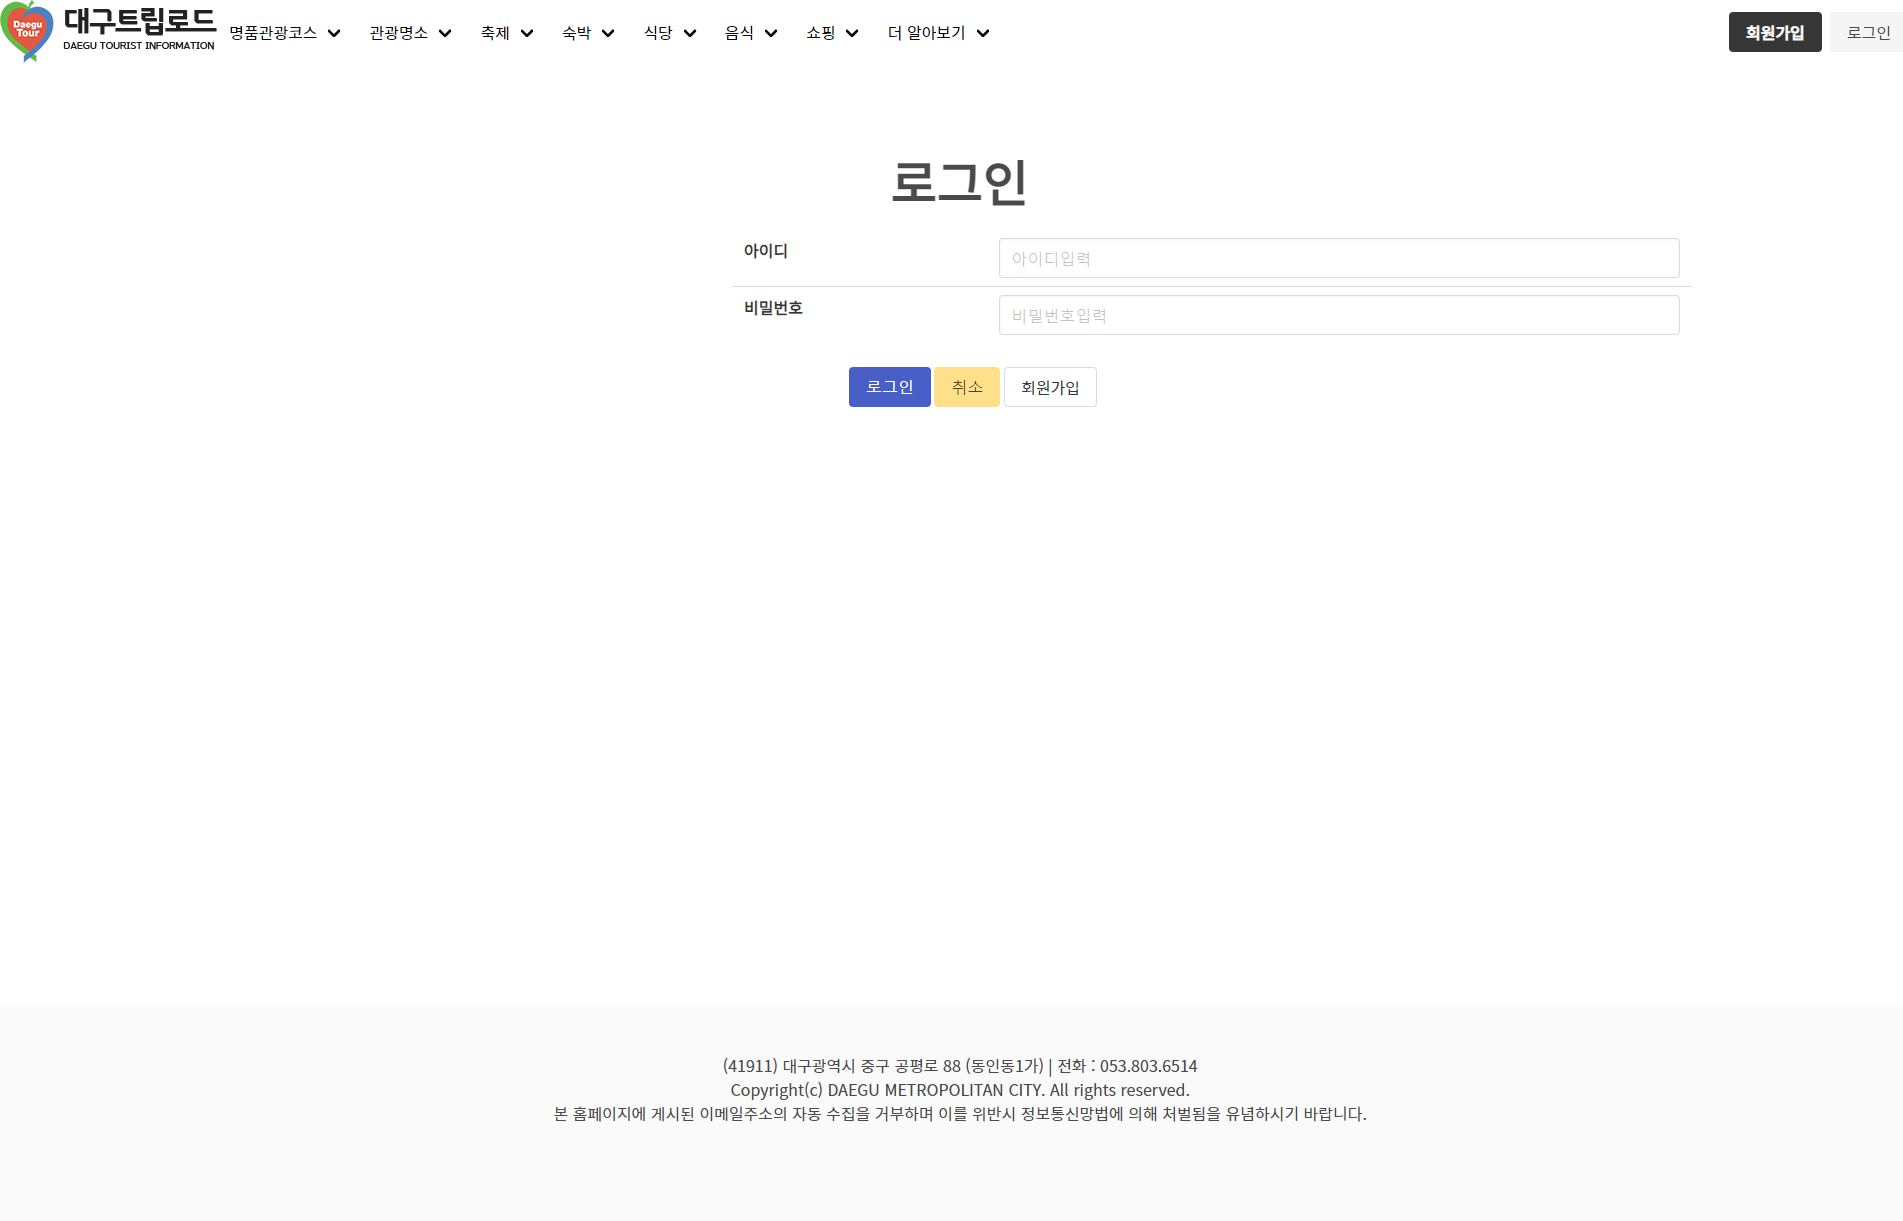 Daegu Tour
대구트립로드
DAEGU TOURIST INFORMATION
명품관광코스 관광명소 축제 숙박 식당 음식 쇼핑 더 알아보기 회원가입 로그인
로그인
아이디 아이디입력
비밀번호 비밀번호입력
로그인 취소 회원가입
(41911) 대구광역시 중구 공평로 88 (동인동1가) | 전화 : 053.803.6514
Copyright(c) DAEGU METROPOLITAN CITY. All rights reserved.
본 홈페이지에 게시된 이메일주소의 자동 수집을 거부하며 이를 위반시 정보통신망법에 의해 처벌됨을 유념하시기 바랍니다.